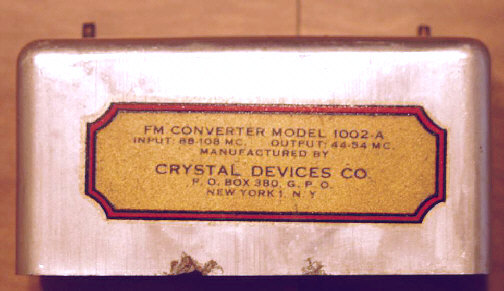 FM CONVERTER MODEL 1002-A
INPUT: 88-108 MC. OUTPUT: 44-54 MC.
MANUFACTURED BY
CRYSTAL DEVICES CO.
P. O. BOX 380, G. P. O.
NEW YORK 1, N Y